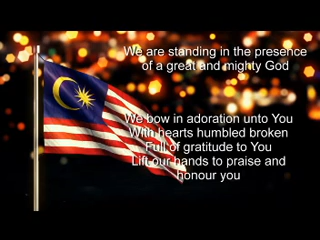 We are standing in the presence
of a great and mighty God
We bow in adoration unto You
With hearts humbled broken
Full of gratitude to You
Lift our hands to praise and
honour you